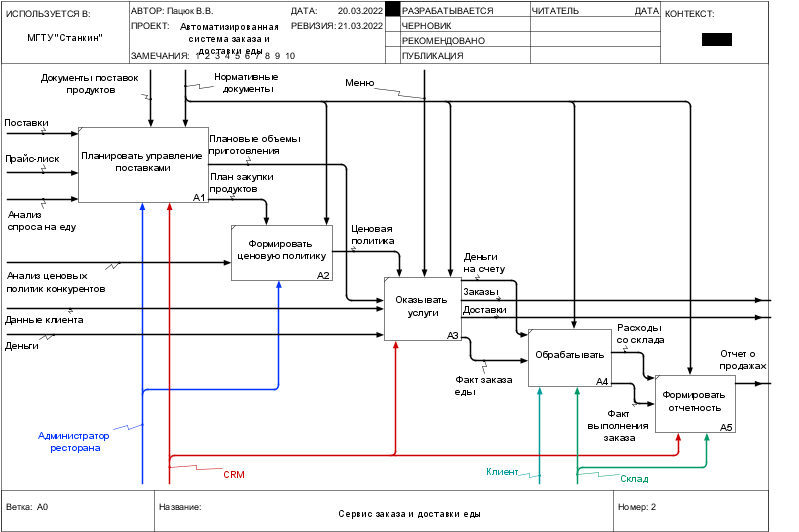 ИСПОЛЬЗУЕТСЯ В:
МГТУ"Станкин"
АВТОР: Пацюк В.В.
ДАТА: 20.03.2022
ПРОЕКТ: Автоматизированная
система заказа и
доставки еды
РЕВИЗИЯ: 21.03.2022
ЗАМЕЧАНИЯ: 1 2 3 4 5 6 7 8 9 10
РАЗРАБАТЫВАЕТСЯ
ЧЕРНОВИК
РЕКОМЕНДОВАНО
ПУБЛИКАЦИЯ
ЧИТАТЕЛЬ
ДАТА
КОНТЕКСТ:
Документы поставок
продуктов
Нормативные
документы
Меню
Поставки
Прайс-лиск
Анализ
спроса на еду
Планировать управление
поставками
A1
Плановые объемы
приготовления
План закупки
продуктов
Формировать
ценовую политику
A2
Ценовая
политика
Анализ ценовых
политик конкурентов
Данные клиента
Деньги
Оказывать
услуги
A3
Деньги
на счету
Заказы
Доставки
Факт заказа
еды
Обрабатывать
A4
Расходы
со склада
Факт
выполнения
заказа
Формировать
отчетность
A5
Отчет о
продажах
Администратор
ресторана
CRM
Клиент
Склад
Ветка: A0
Название:
Сервис заказа и доставки еды
Номер: 2